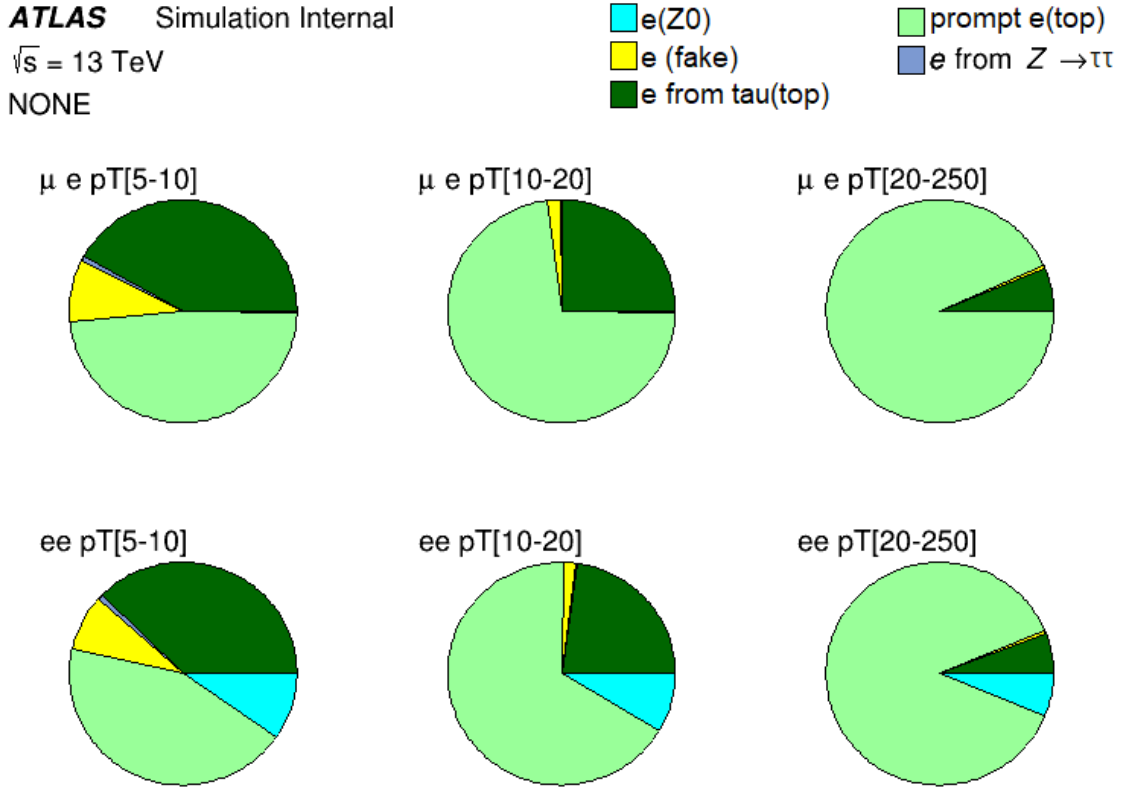 ATLAS Simulation Internal
√s = 13 TeV
NONE
e(Z0)
e (fake)
e from tau(top)
prompt e(top)
e from Z →ττ
μ e pT[5-10]
μ e pT[10-20]
μ e pT[20-250]
ee pT[5-10]
ee pT[10-20]
ee pT[20-250]